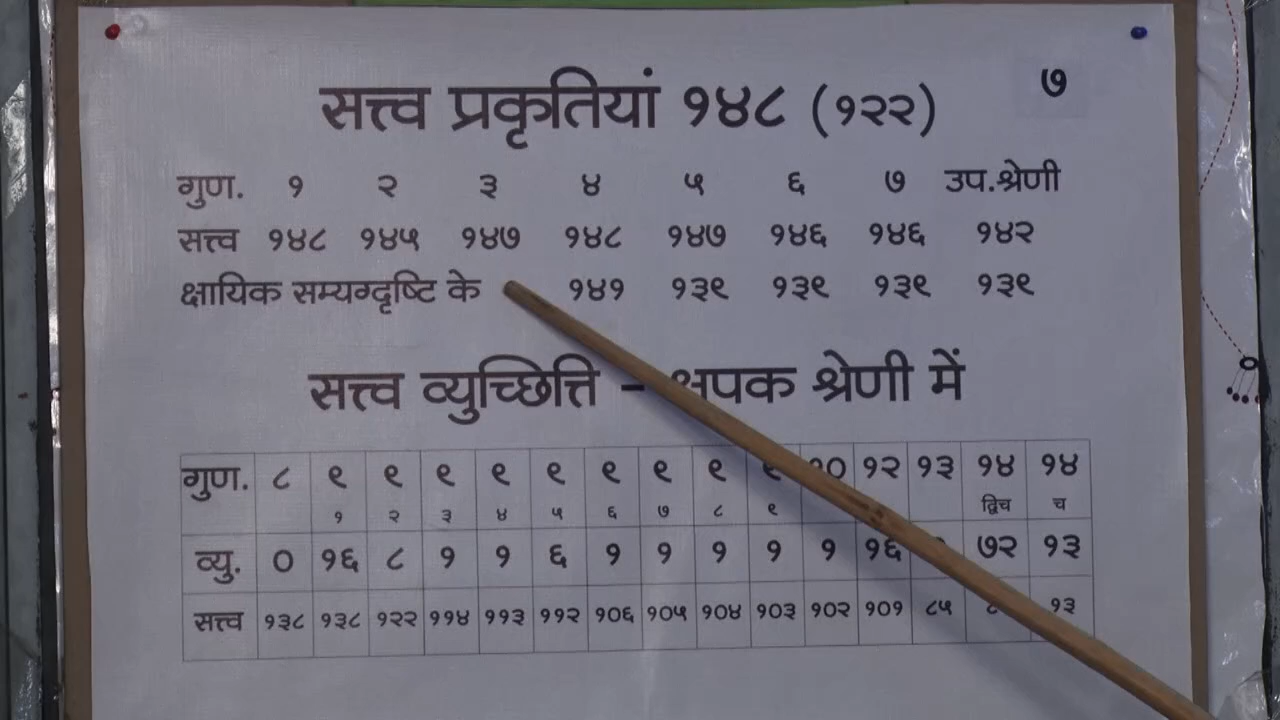 सत्त्व प्रकृतियां १४८ (१२२) ७
गुण. १ २ ३ ४ ५ ६ ७ उप.श्रेणी
सत्त्व १४८ १४५ १४७ १४८ १४७ १४६ १४६ १४२
क्षायिक सम्यग्दृष्टि के १४१ १३९ १३९ १३९ १३९
सत्त्व व्युच्छित्ति - क्षपक श्रेणी में
गुण. ८ ९ ९ ९ ९ ९ ९ ९ ९ ९ १० १२ १३ १४ १४
१ २ ३ ४ ५ ६ ७ ८ ९ द्विच च
व्यु. ० १६ ८ १ १ ६ १ १ १ १ १ १६ ७२ १३
सत्त्व १३८ १३८ १२२ ११४ ११३ ११२ १०६ १०५ १०४ १०३ १०२ १०१ ८५ १३